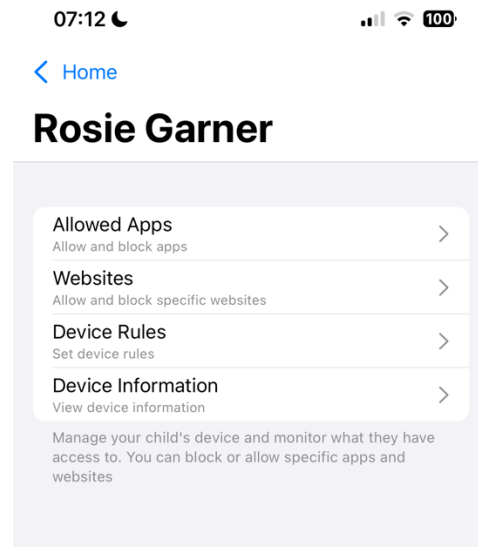 07:12
100
Home
Rosie Garner
Allowed Apps
Allow and block apps
Websites
Allow and block specific websites
Device Rules
Set device rules
Device Information
View device information
Manage your child's device and monitor what they have
access to. You can block or allow specific apps and
websites